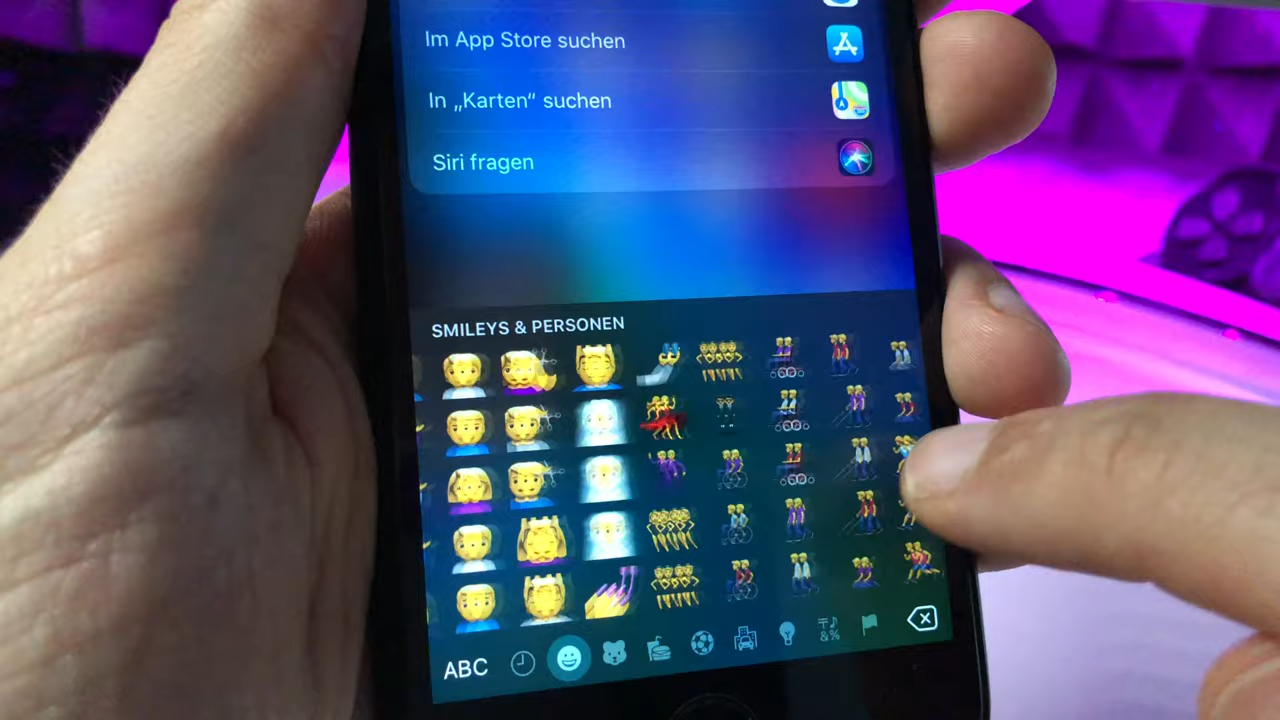 Im App Store suchen
In „Karten“ suchen
Siri fragen
SMILEYS & PERSONEN
ABC